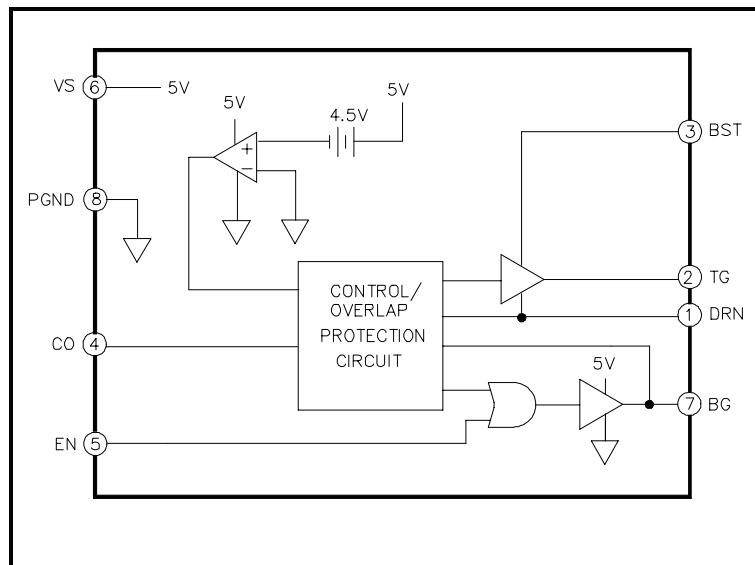 VS 6 5V
5V
4.5V
5V
+
−
3 BST
PGND 8
2 TG
1 DRN
CONTROL/
OVERLAP
PROTECTION
CIRCUIT
CO 4
5V
7 BG
EN 5